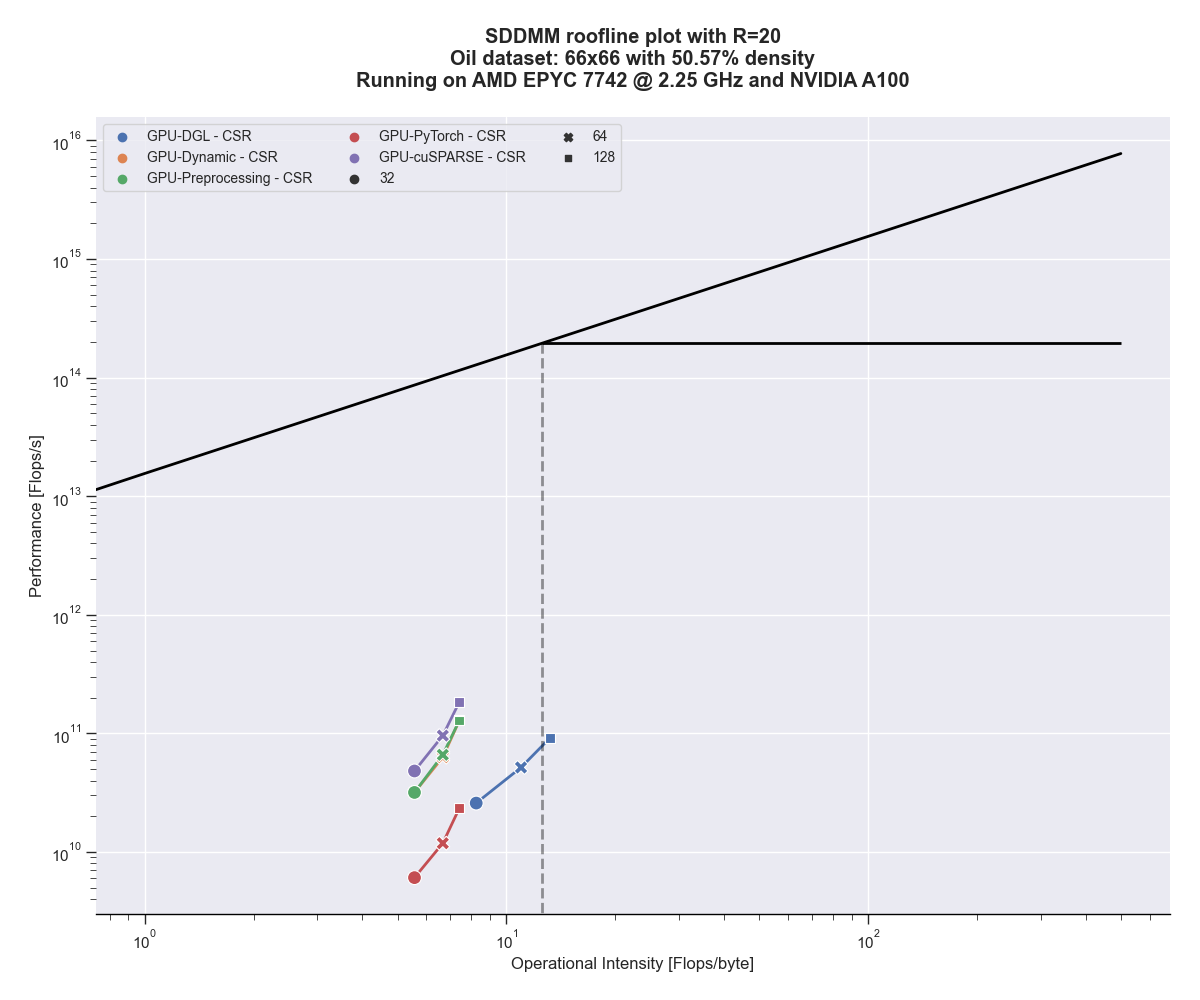 SDDMM roofline plot with R=20
Oil dataset: 66x66 with 50.57% density
Running on AMD EPYC 7742 @ 2.25 GHz and NVIDIA A100
GPU-DGL - CSR
GPU-Dynamic - CSR
GPU-Preprocessing - CSR
GPU-PyTorch - CSR
GPU-cuSPARSE - CSR
32
64
128
Performance [Flops/s]
10^16
10^15
10^14
10^13
10^12
10^11
10^10
10^0
10^1
10^2
Operational Intensity [Flops/byte]